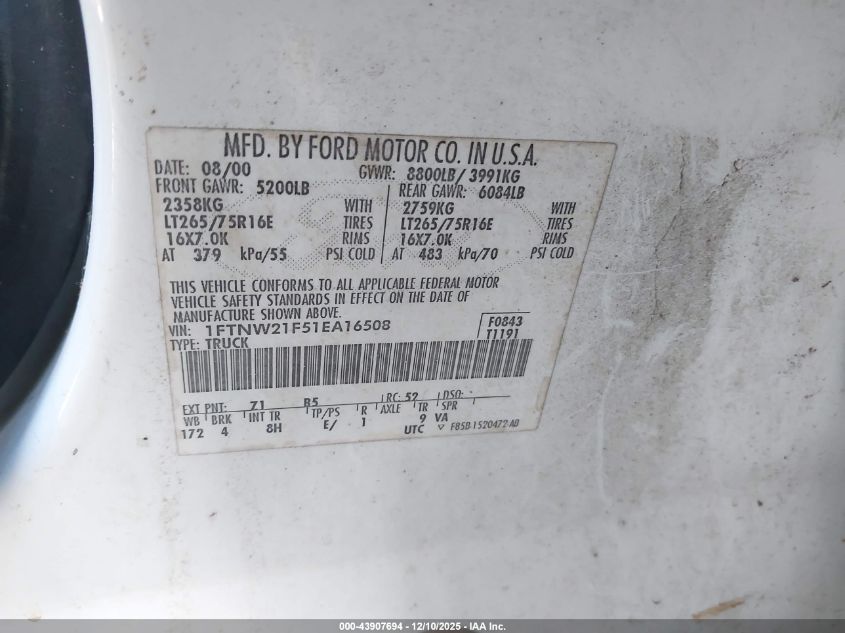 MFD. BY FORD MOTOR CO. IN U.S.A.
DATE: 08/00 GVWR: 8800LB/ 3991KG
FRONT GAWR: 5200LB REAR GAWR: 6084LB
2358KG WITH 2759KG WITH
LT265/75R16E TIRES LT265/75R16E TIRES
16X7.0K RIMS 16X7.0K RIMS
AT 379 kPa/55 PSI COLD AT 483 kPa/70 PSI COLD
THIS VEHICLE CONFORMS TO ALL APPLICABLE FEDERAL MOTOR
VEHICLE SAFETY STANDARDS IN EFFECT ON THE DATE OF
MANUFACTURE SHOWN ABOVE.
VIN: 1FTNW21F51EA16508 F0843
TYPE: TRUCK T1191
EXT PNT: Z1 B5 RC: 52 DSO:
WB BRK INT TR TP/PS R AXLE TR SPR
172 4 8H E/ 1 9 VA
UTC ▽ F85B-1520472-AB
000-43907694 - 12/10/2025 - IAA Inc.